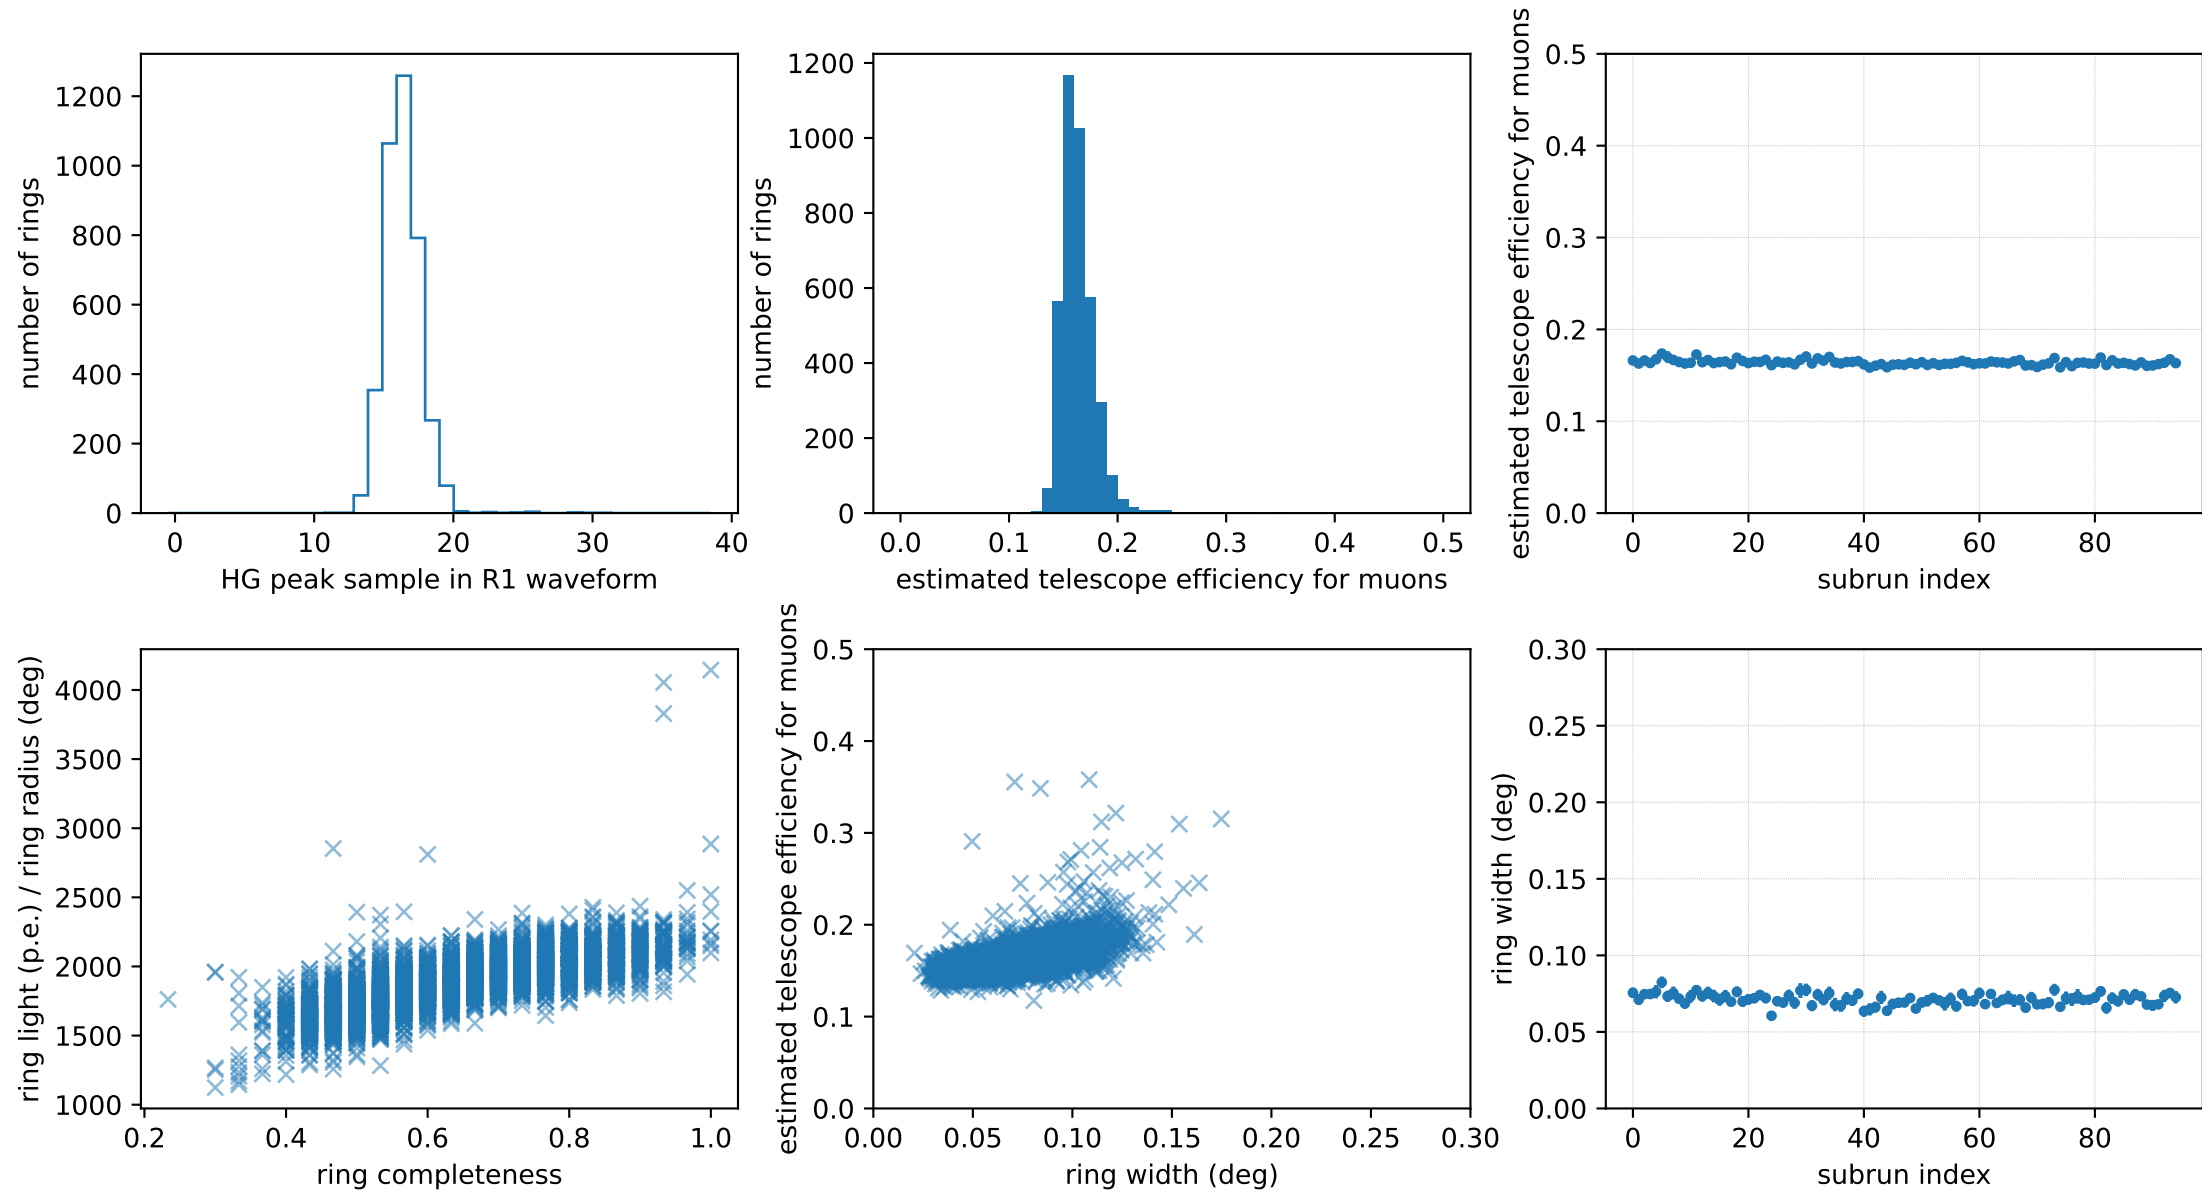 number of rings
1200
1000
800
600
400
200
0
0 10 20 30 40
HG peak sample in R1 waveform
number of rings
1200
1000
800
600
400
200
0
0.0 0.1 0.2 0.3 0.4 0.5
estimated telescope efficiency for muons
estimated telescope efficiency for muons
0.5
0.4
0.3
0.2
0.1
0.0
0 20 40 60 80
subrun index
ring light (p.e.) / ring radius (deg)
4000
3500
3000
2500
2000
1500
1000
0.2 0.4 0.6 0.8 1.0
ring completeness
estimated telescope efficiency for muons
0.5
0.4
0.3
0.2
0.1
0.0
0.00 0.05 0.10 0.15 0.20 0.25 0.30
ring width (deg)
ring width (deg)
0.30
0.25
0.20
0.15
0.10
0.05
0.00
0 20 40 60 80
subrun index